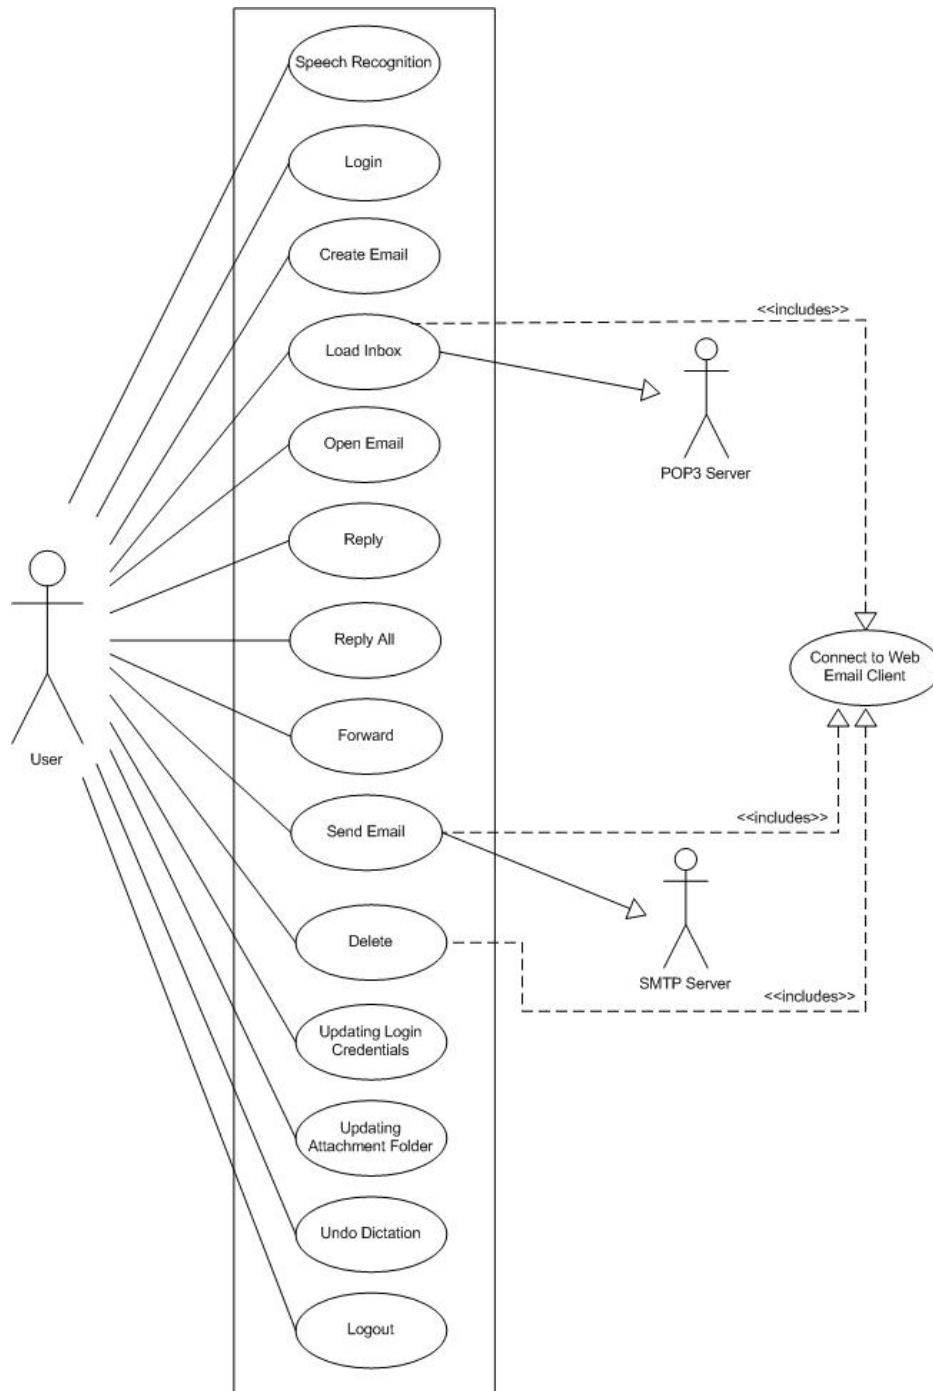 Speech Recognition
Login
Create Email
<<includes>>
Load Inbox
Open Email
POP3 Server
Reply
Reply All
Connect to Web
Email Client
Forward
User
<<includes>>
Send Email
Delete
SMTP Server
<<includes>>
Updating Login
Credentials
Updating
Attachment Folder
Undo Dictation
Logout